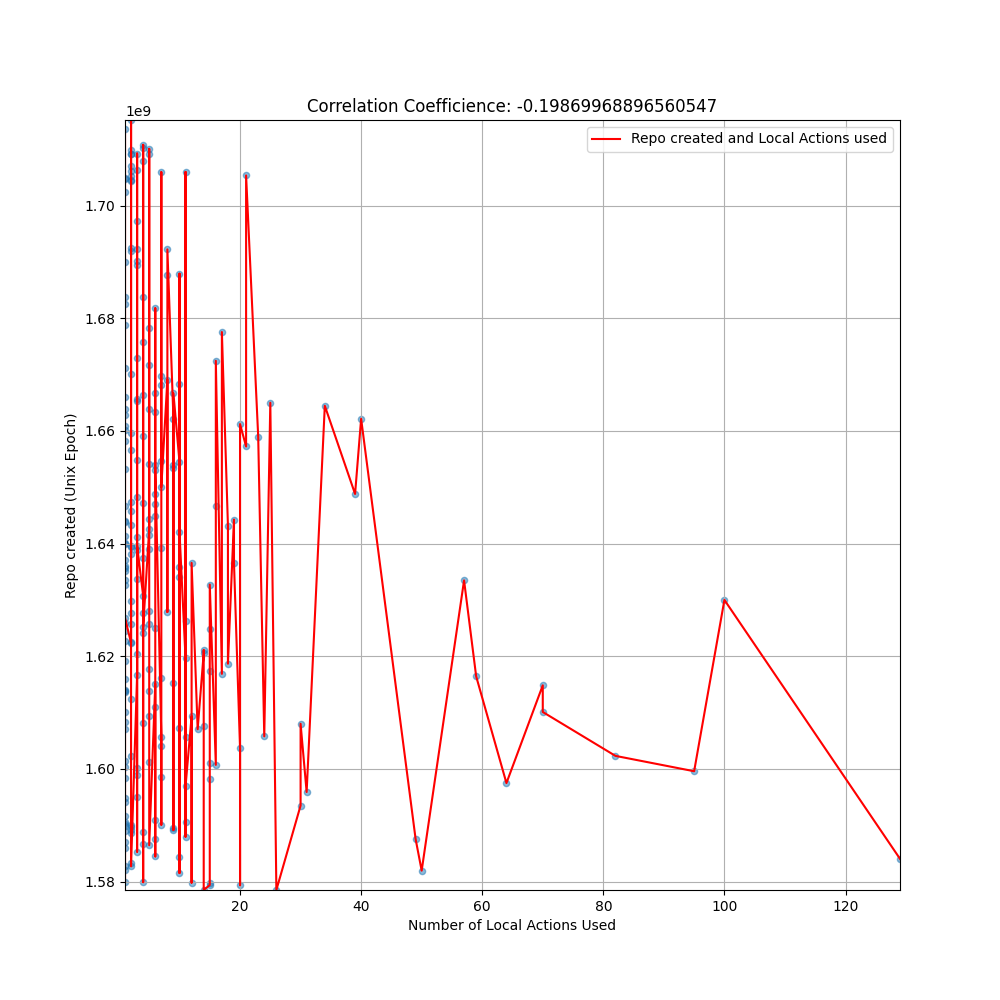 Correlation Coefficience: -0.19869968896560547
1e9
Repo created and Local Actions used
1.70
1.68
1.66
1.64
1.62
1.60
1.58
Repo created (Unix Epoch)
20 40 60 80 100 120
Number of Local Actions Used